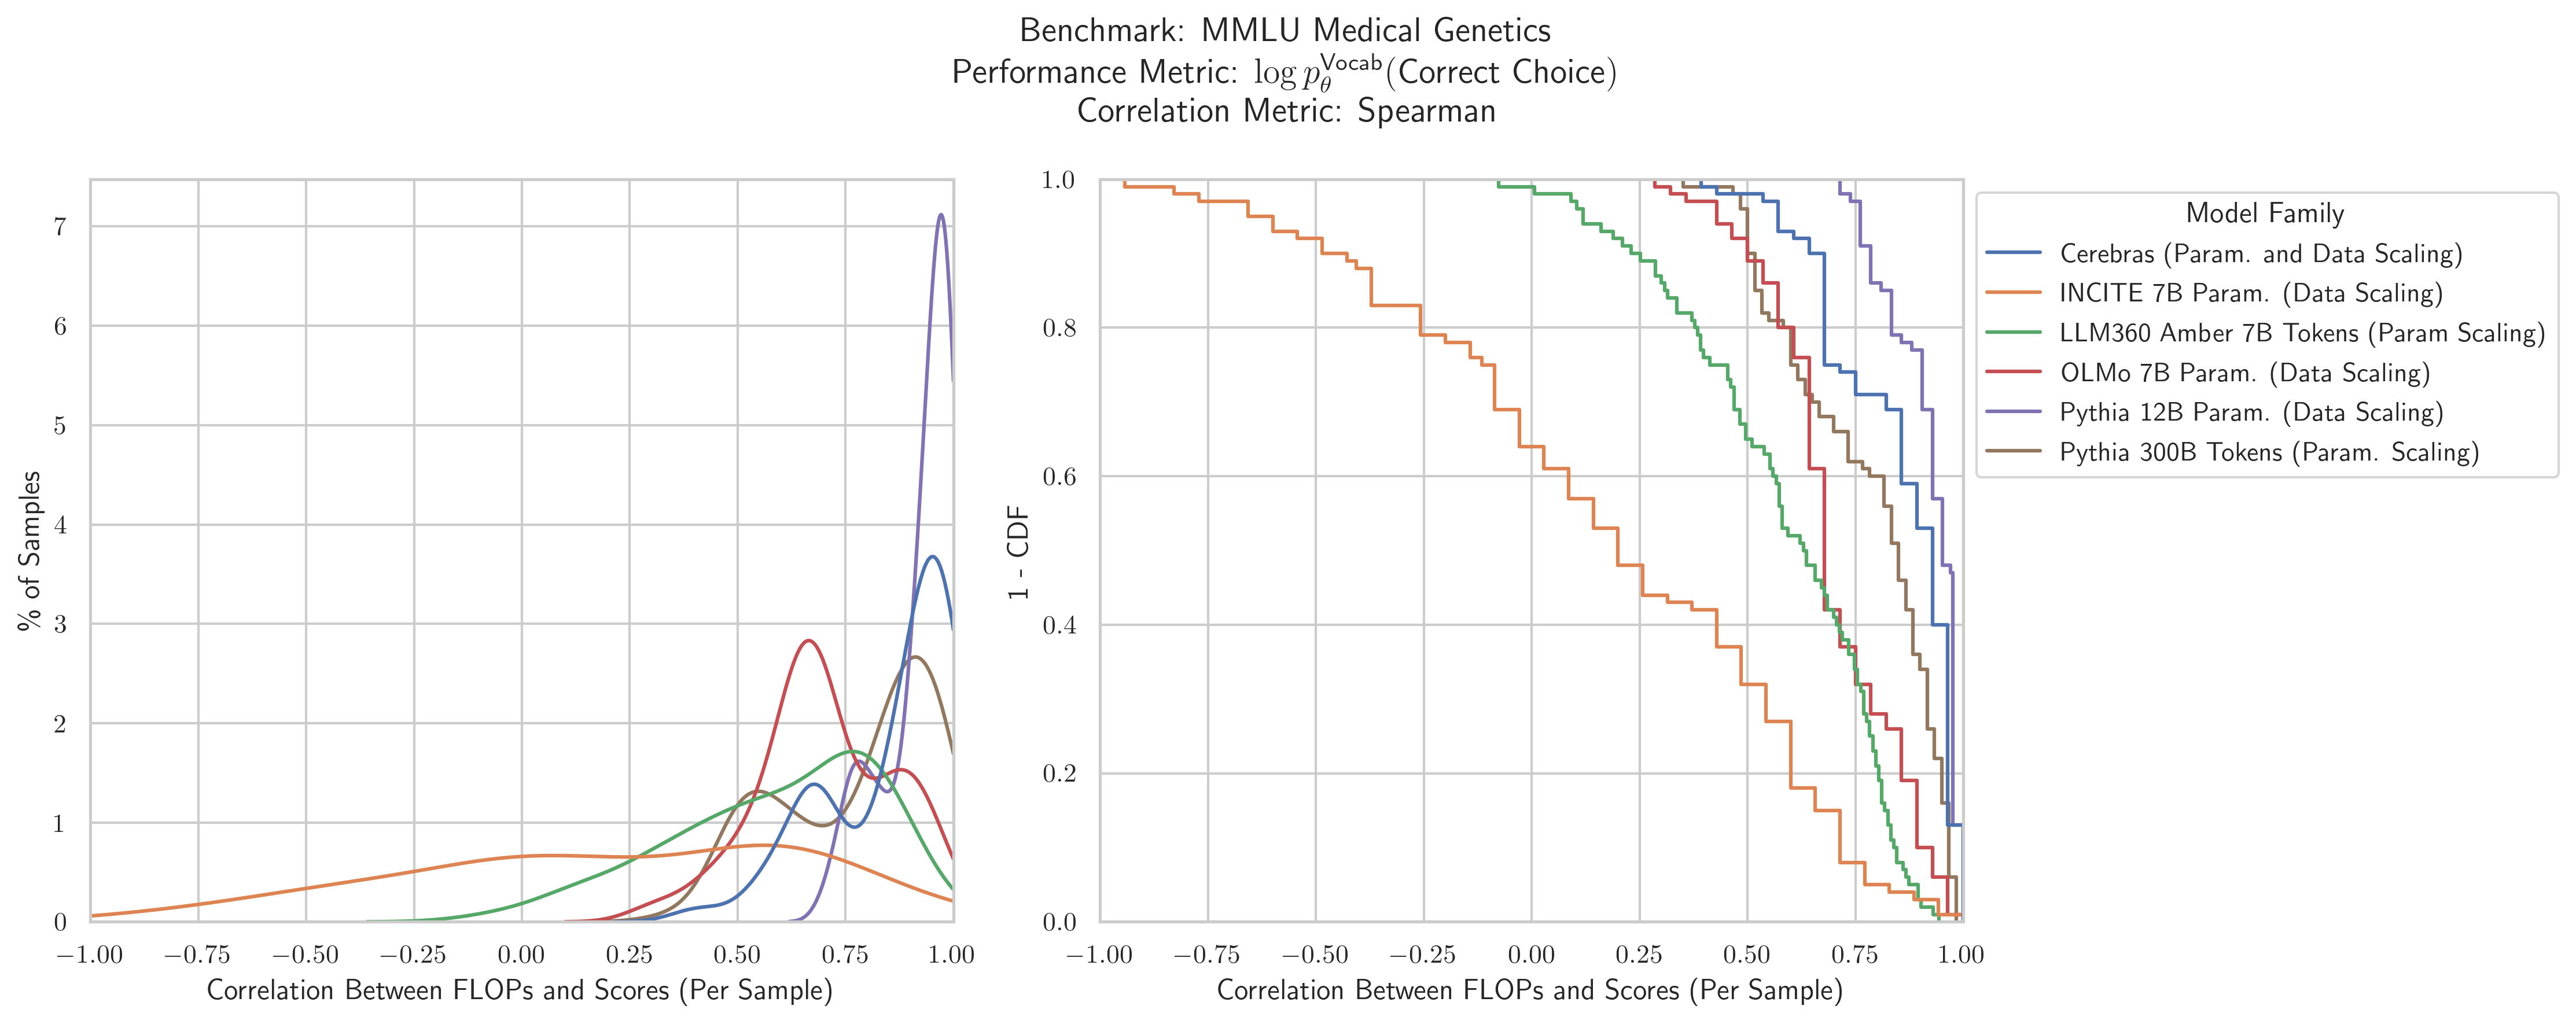 Benchmark: MMLU Medical Genetics
Performance Metric: log p_θ^Vocab(Correct Choice)
Correlation Metric: Spearman
% of Samples
7
6
5
4
3
2
1
0
−1.00 −0.75 −0.50 −0.25 0.00 0.25 0.50 0.75 1.00
Correlation Between FLOPs and Scores (Per Sample)
1 - CDF
1.0
0.8
0.6
0.4
0.2
0.0
−1.00 −0.75 −0.50 −0.25 0.00 0.25 0.50 0.75 1.00
Correlation Between FLOPs and Scores (Per Sample)
Model Family
Cerebras (Param. and Data Scaling)
INCITE 7B Param. (Data Scaling)
LLM360 Amber 7B Tokens (Param Scaling)
OLMo 7B Param. (Data Scaling)
Pythia 12B Param. (Data Scaling)
Pythia 300B Tokens (Param. Scaling)